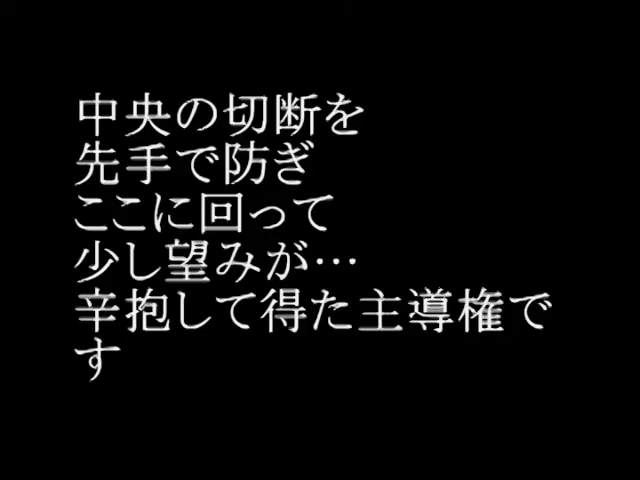 中央の切断を
先手で防ぎ
ここに回って
少し望みが…
辛抱して得た主導権で
す